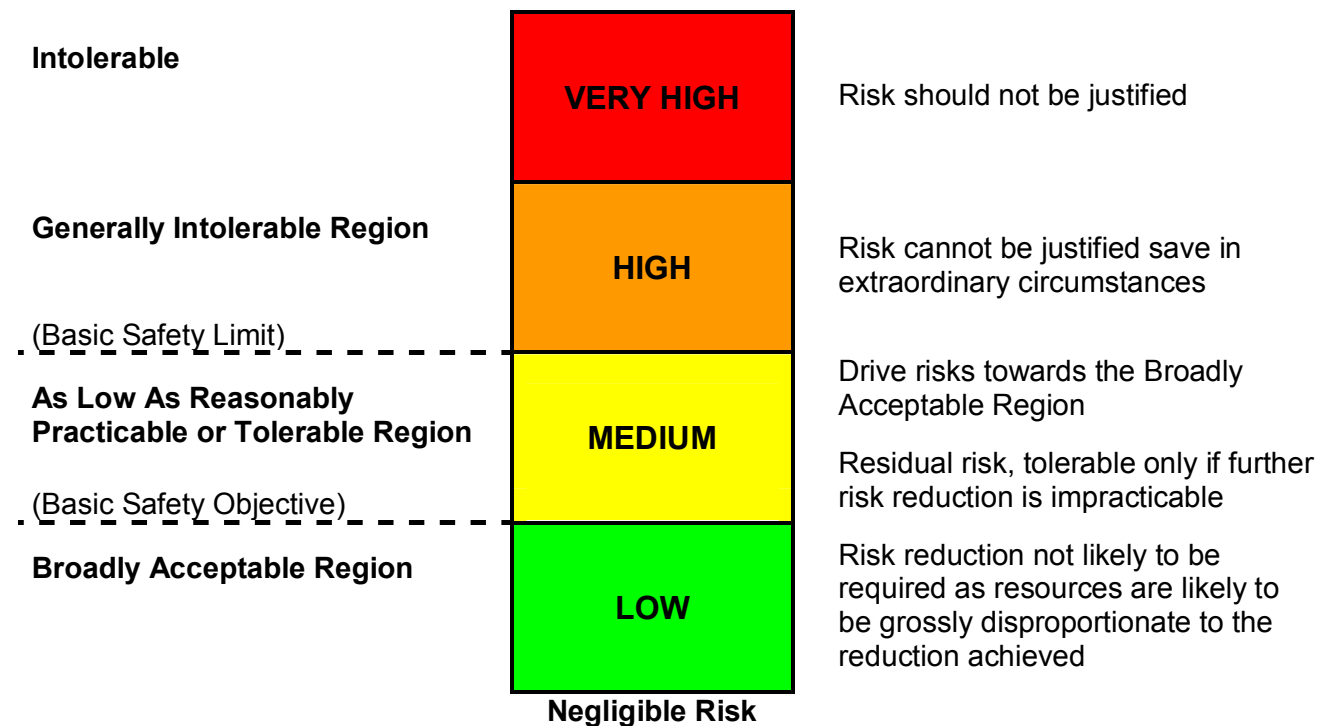 Intolerable
VERY HIGH
Risk should not be justified
Generally Intolerable Region
HIGH
Risk cannot be justified save in
extraordinary circumstances
(Basic Safety Limit)
As Low As Reasonably
Practicable or Tolerable Region
MEDIUM
Drive risks towards the Broadly
Acceptable Region
Residual risk, tolerable only if further
risk reduction is impracticable
(Basic Safety Objective)
Broadly Acceptable Region
LOW
Risk reduction not likely to be
required as resources are likely to
be grossly disproportionate to the
reduction achieved
Negligible Risk